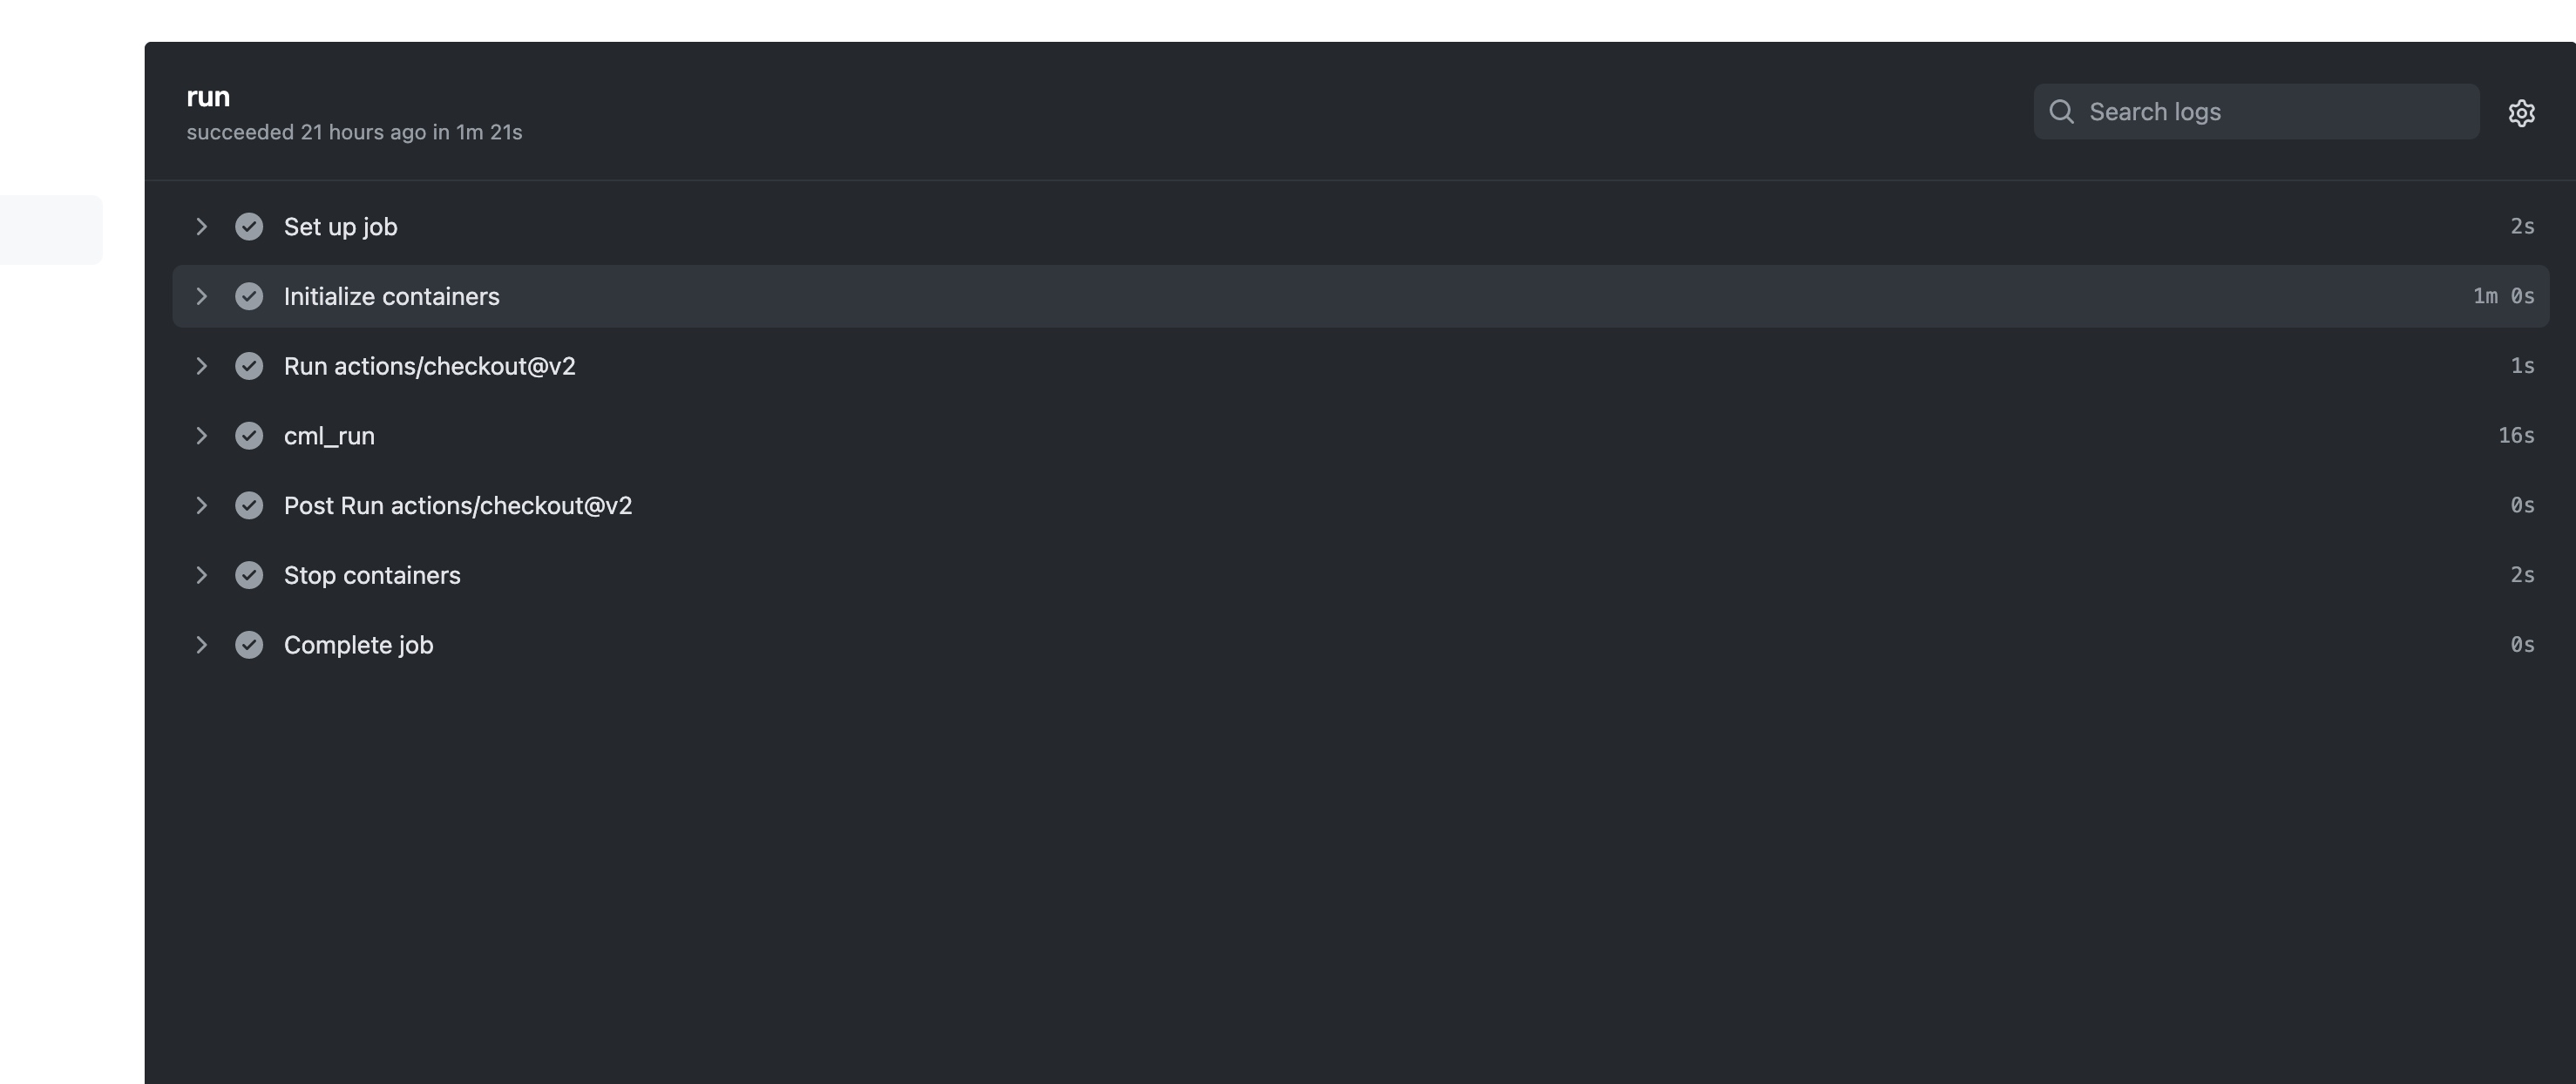 run
succeeded 21 hours ago in 1m 21s
Search logs
Set up job 2s
Initialize containers 1m 0s
Run actions/checkout@v2 1s
cml_run 16s
Post Run actions/checkout@v2 0s
Stop containers 2s
Complete job 0s